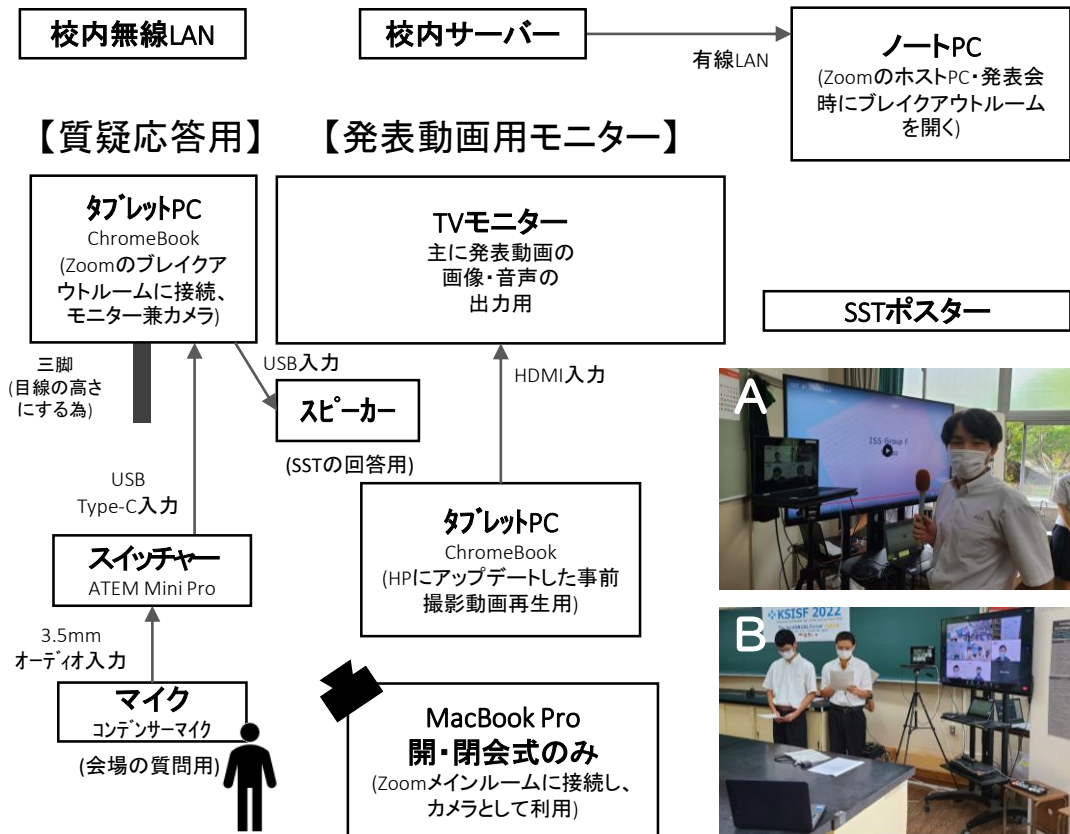 校内無線LAN
校内サーバー
有線LAN
ノートPC
(ZoomのホストPC・発表会
時にブレイクアウトルーム
を開く)
【質疑応答用】
【発表動画用モニター】
タブレットPC
ChromeBook
(Zoomのブレイクア
ウトルームに接続、
モニター兼カメラ)
TVモニター
主に発表動画の
画像・音声の
出力用
SSTポスター
三脚
(目線の高さ
にする為)
USB入力
スピーカー
(SSTの回答用)
HDMI入力
USB
Type-C入力
タブレットPC
ChromeBook
(HPにアップデートした事前
撮影動画再生用)
スイッチャー
ATEM Mini Pro
3.5mm
オーディオ入力
マイク
コンデンサーマイク
(会場の質問用)
MacBook Pro
開・閉会式のみ
(Zoomメインルームに接続し、
カメラとして利用)
A
ISS-Group F
B
KSISF 2022